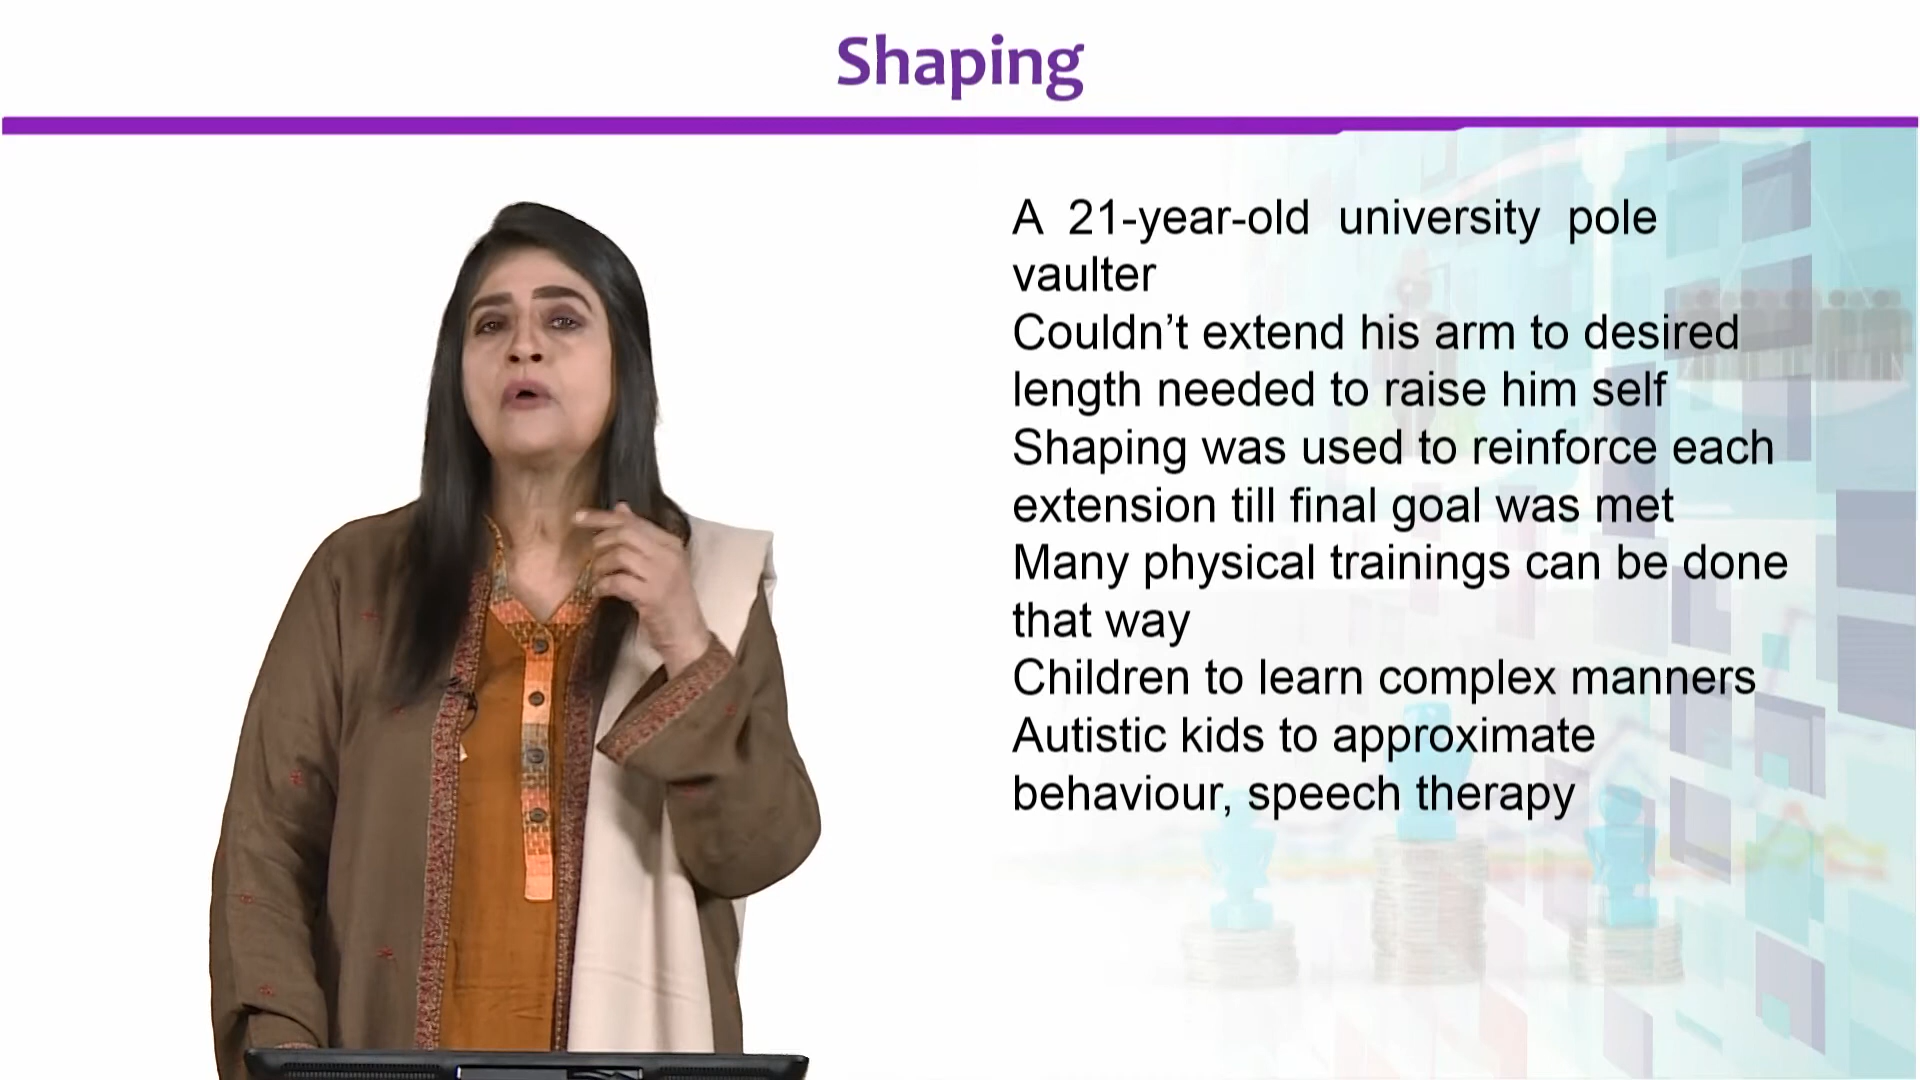 Shaping
A 21-year-old university pole
vaulter
Couldn’t extend his arm to desired
length needed to raise him self
Shaping was used to reinforce each
extension till final goal was met
Many physical trainings can be done
that way
Children to learn complex manners
Autistic kids to approximate
behaviour, speech therapy